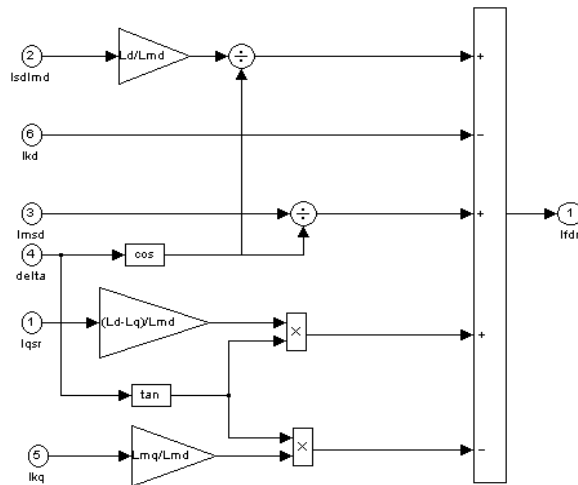 2
Ld/Lmd
÷
+
IsdImd
6
−
Ikd
3
÷
+
1
Imsd
Ifdr
4
cos
delta
1
(Ld-Lq)/Lmd
×
+
Iqsr
tan
5
Lmq/Lmd
×
−
Ikq